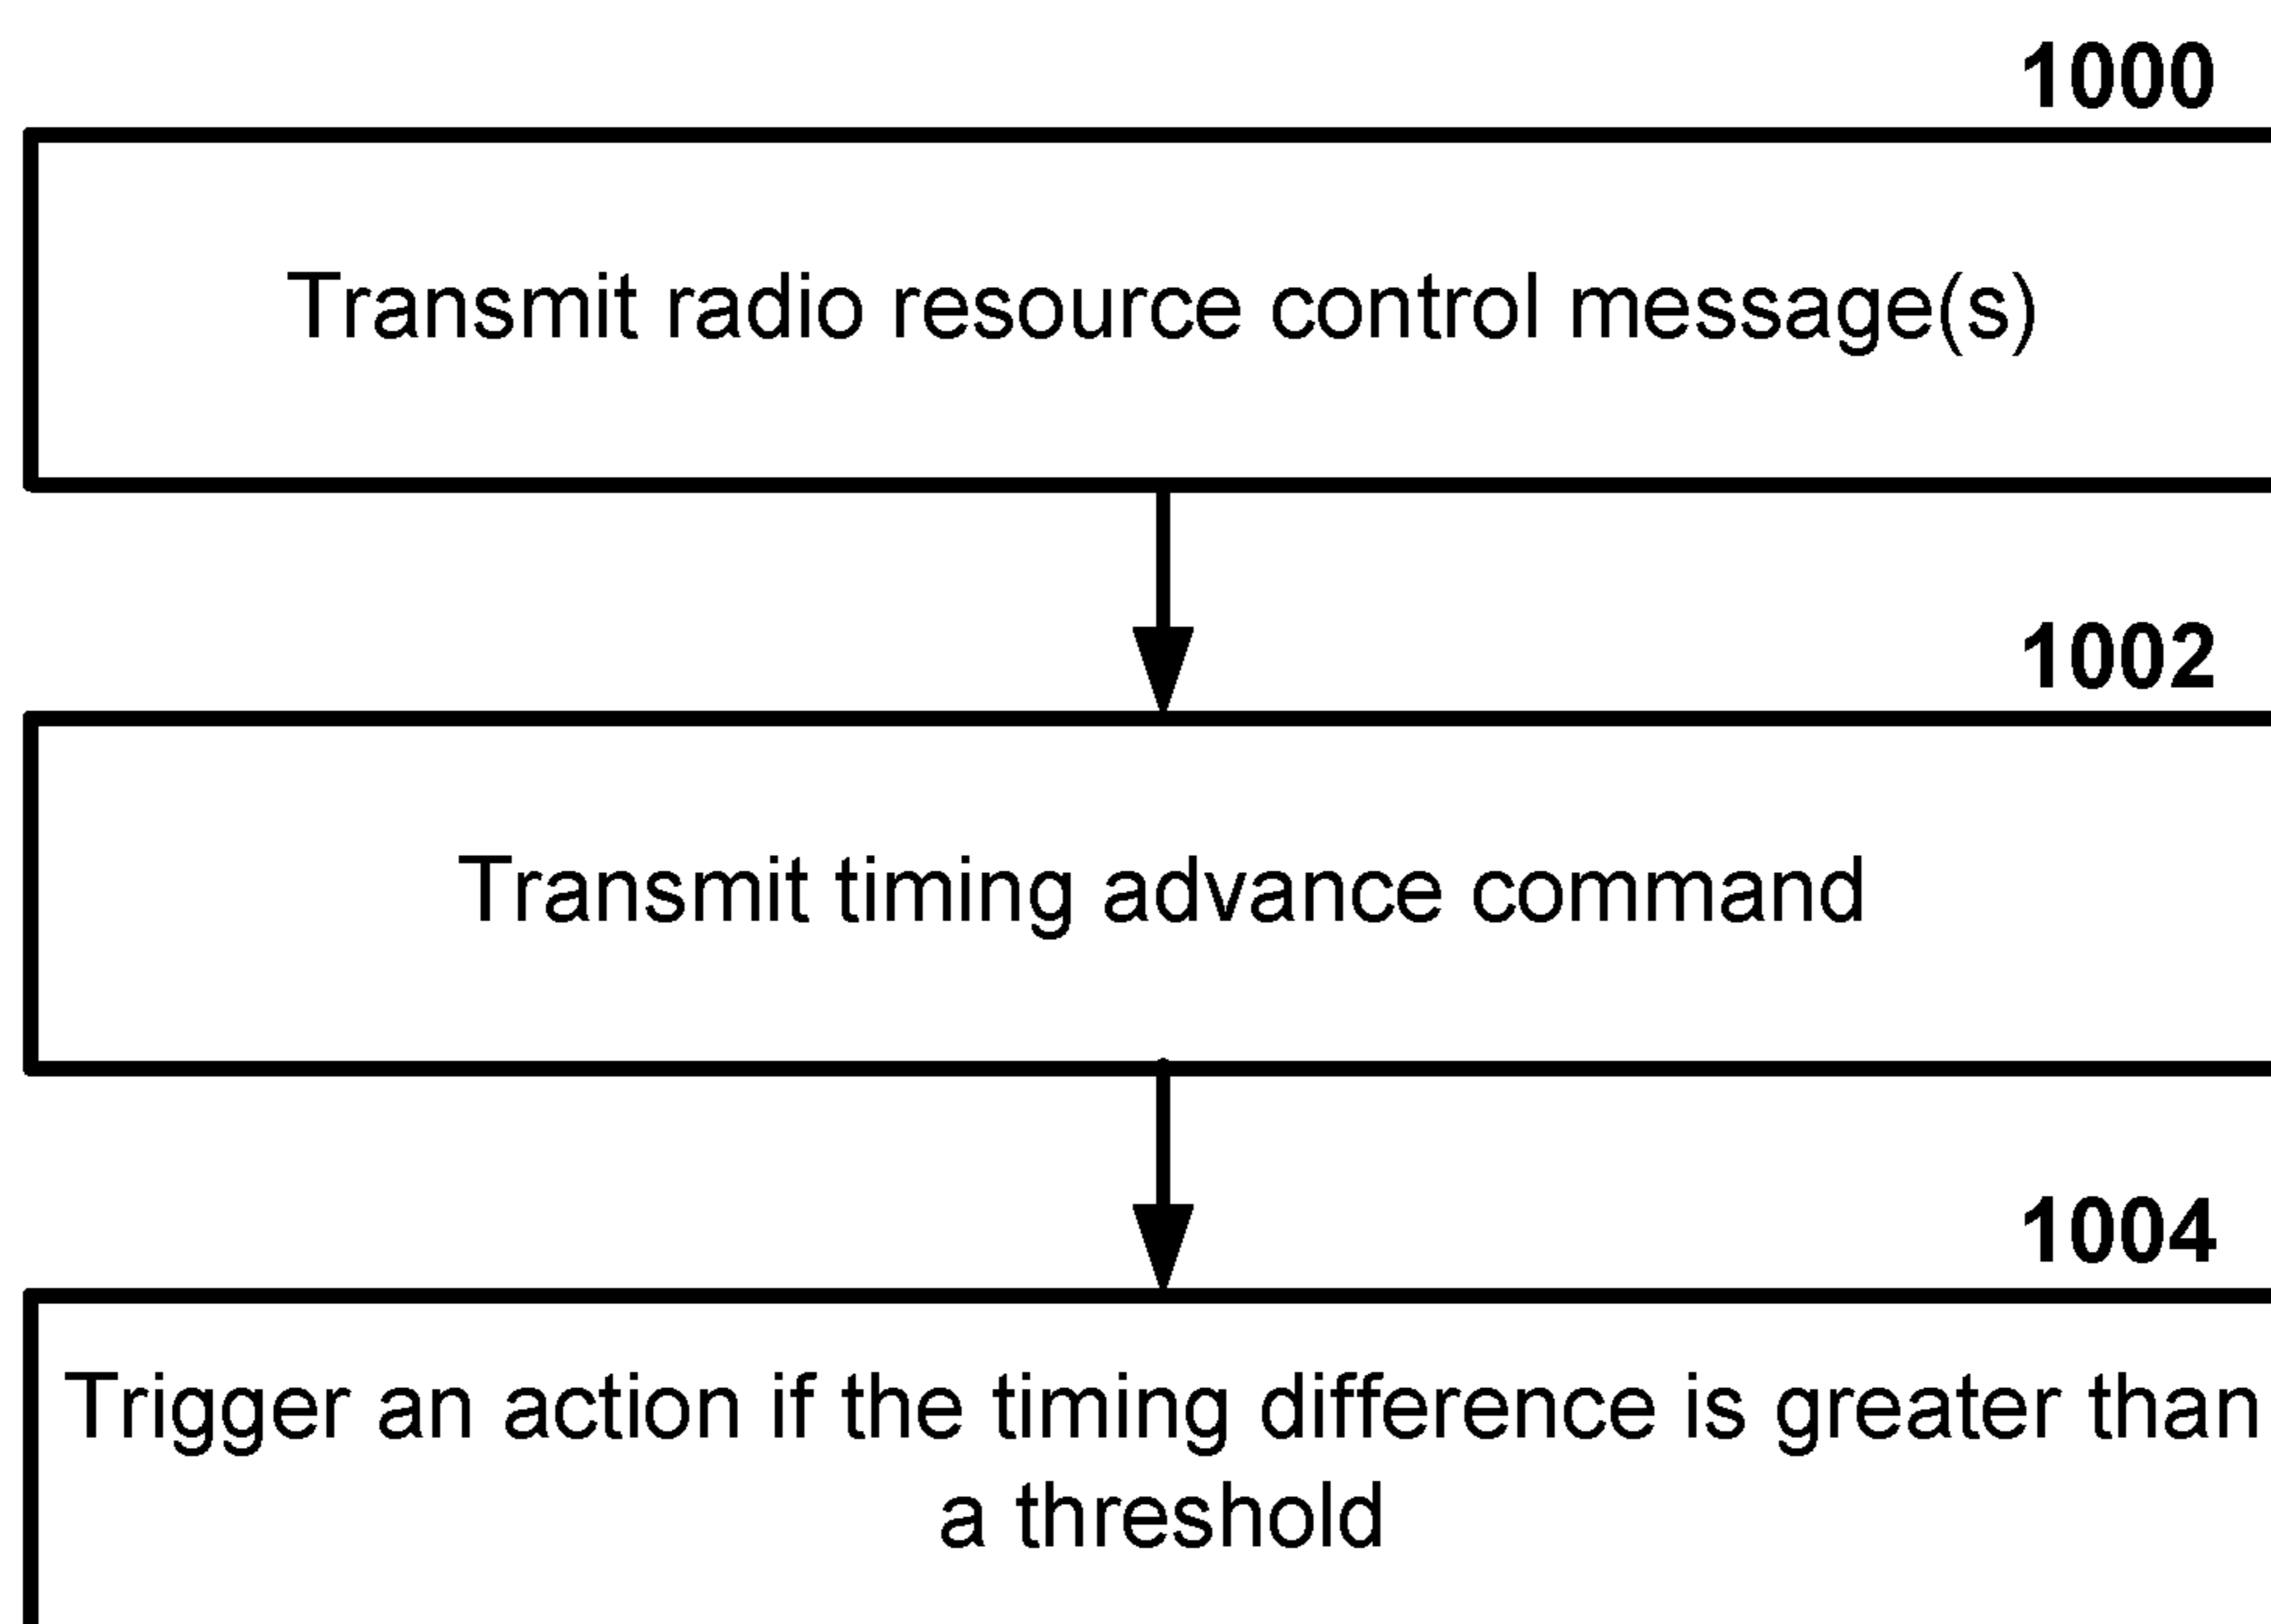 1000
Transmit radio resource control message(s)
1002
Transmit timing advance command
1004
Trigger an action if the timing difference is greater than
a threshold